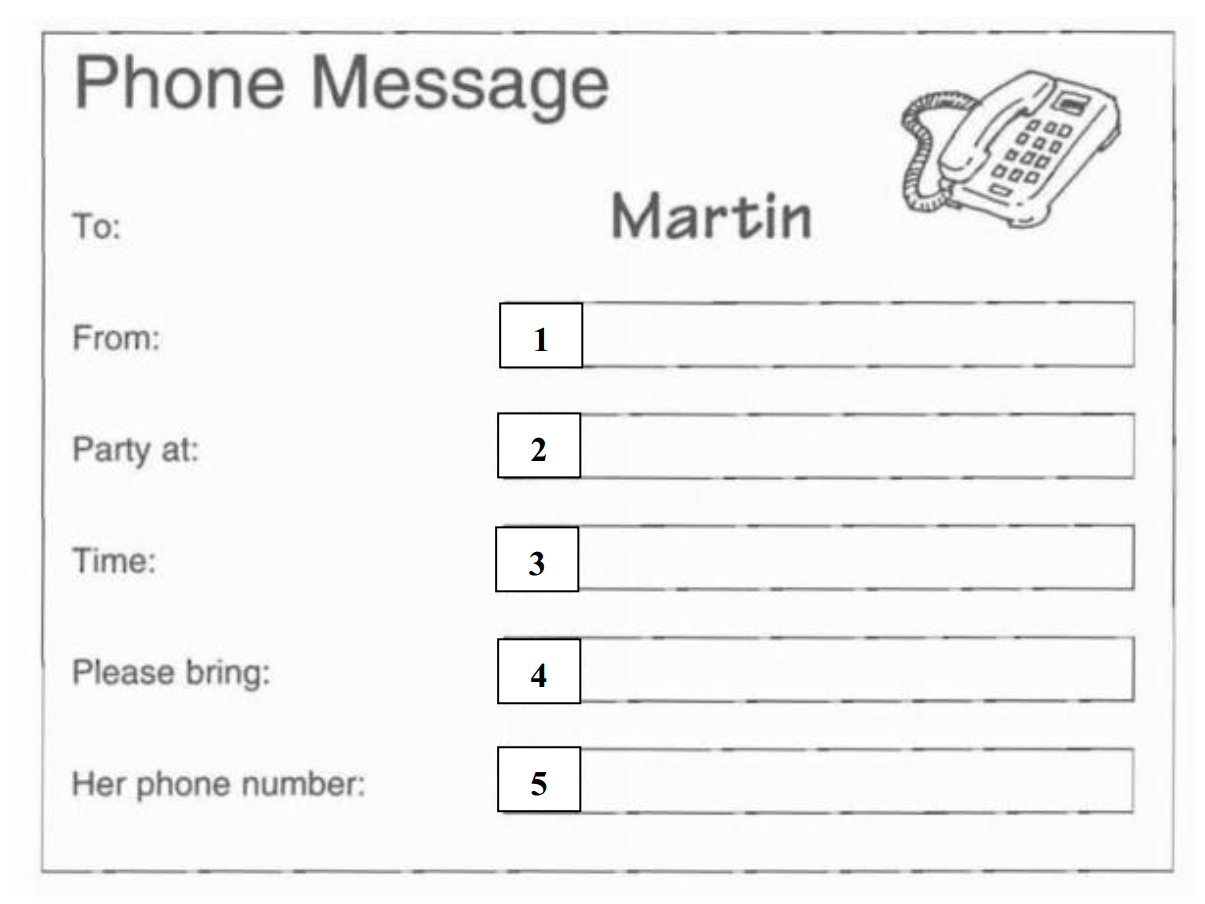 Phone Message
To: Martin
From: 1
Party at: 2
Time: 3
Please bring: 4
Her phone number: 5